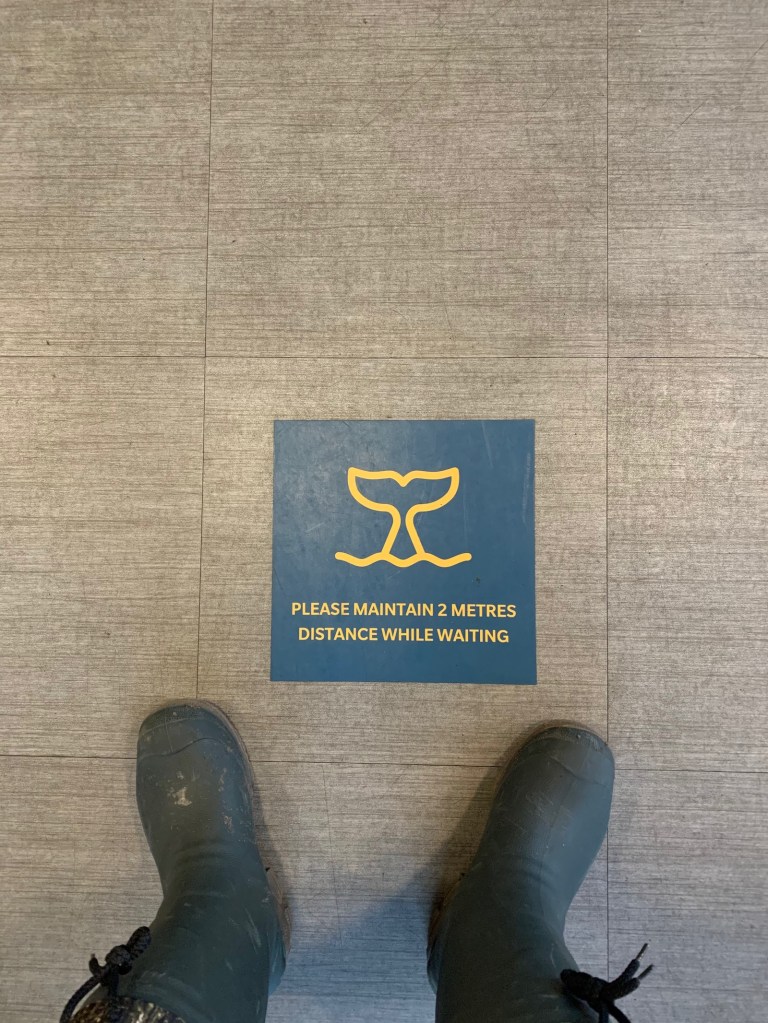 PLEASE MAINTAIN 2 METRES
DISTANCE WHILE WAITING